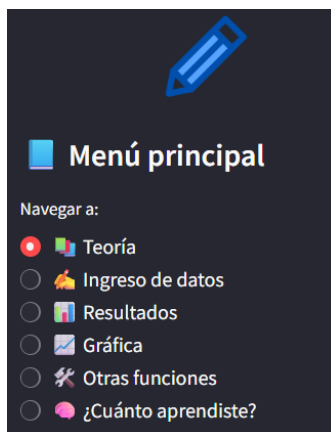 📘 Menú principal
Navegar a:
📚 Teoría
✍️ Ingreso de datos
📊 Resultados
📈 Gráfica
🛠️ Otras funciones
🧠 ¿Cuánto aprendiste?